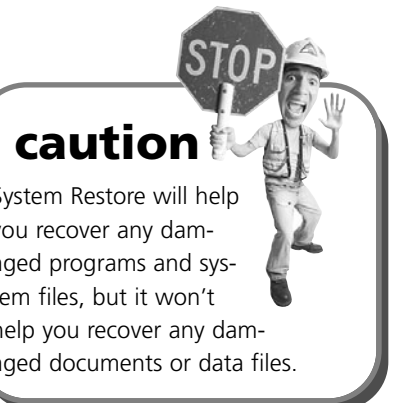 STOP
caution
System Restore will help
you recover any dam-
aged programs and sys-
tem files, but it won’t
help you recover any dam-
aged documents or data files.